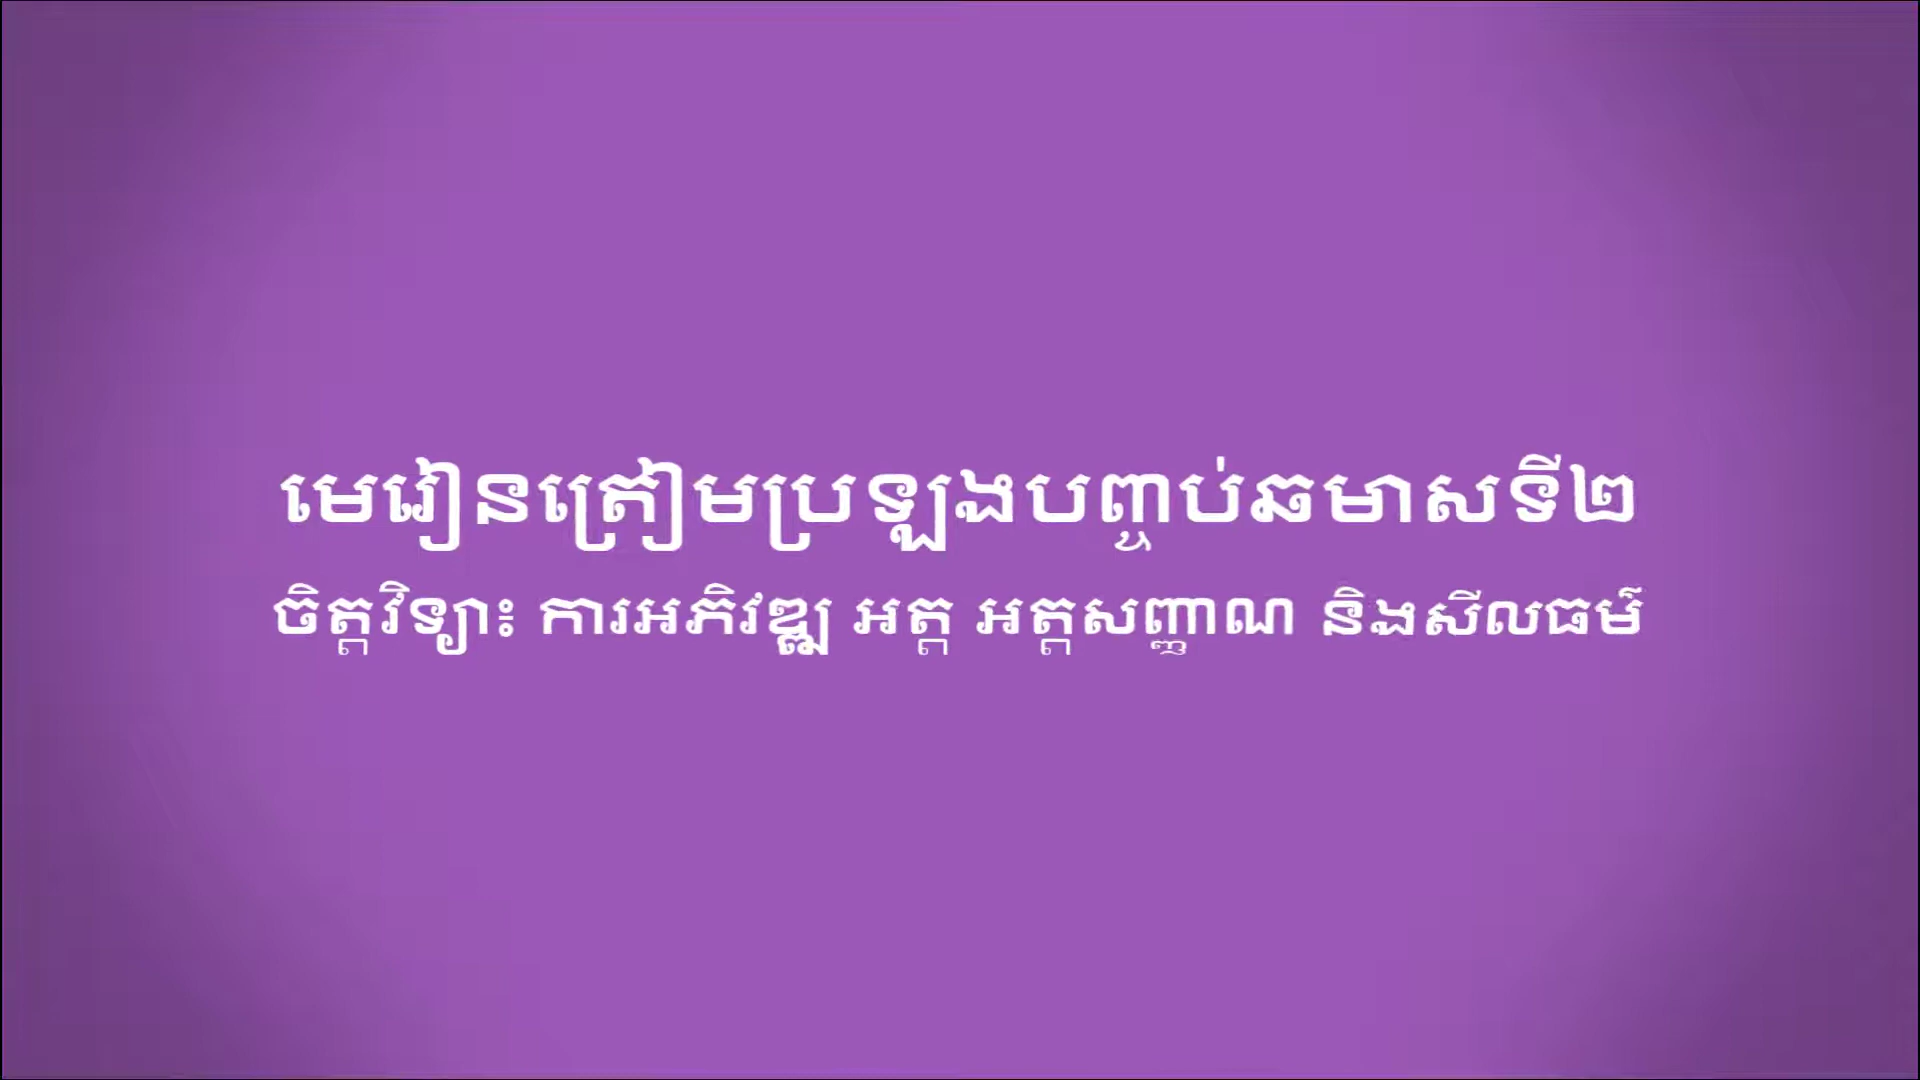 មេរៀនត្រៀមប្រឡងបញ្ចប់ឆមាសទី២
ចិត្តវិទ្យា៖ ការអភិវឌ្ឍ អត្ត អត្តសញ្ញាណ និងសីលធម៌